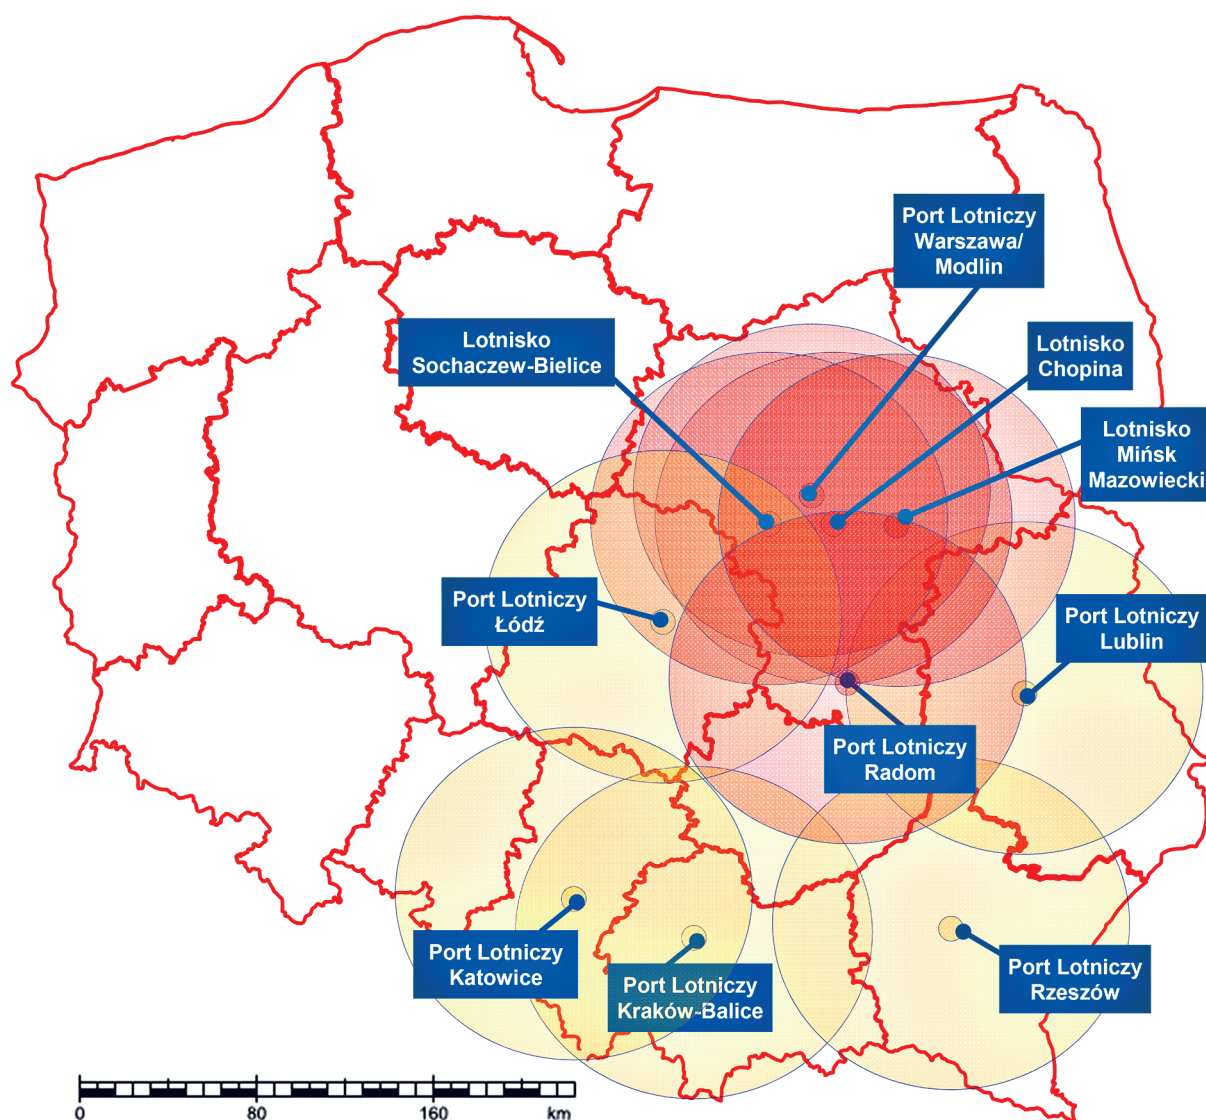 Port Lotniczy
Warszawa/
Modlin
Lotnisko
Sochaczew-Bielice
Lotnisko
Chopina
Lotnisko
Mińsk
Mazowiecki
Port Lotniczy
Łódź
Port Lotniczy
Lublin
Port Lotniczy
Radom
Port Lotniczy
Katowice
Port Lotniczy
Kraków-Balice
Port Lotniczy
Rzeszów
0 80 160 km